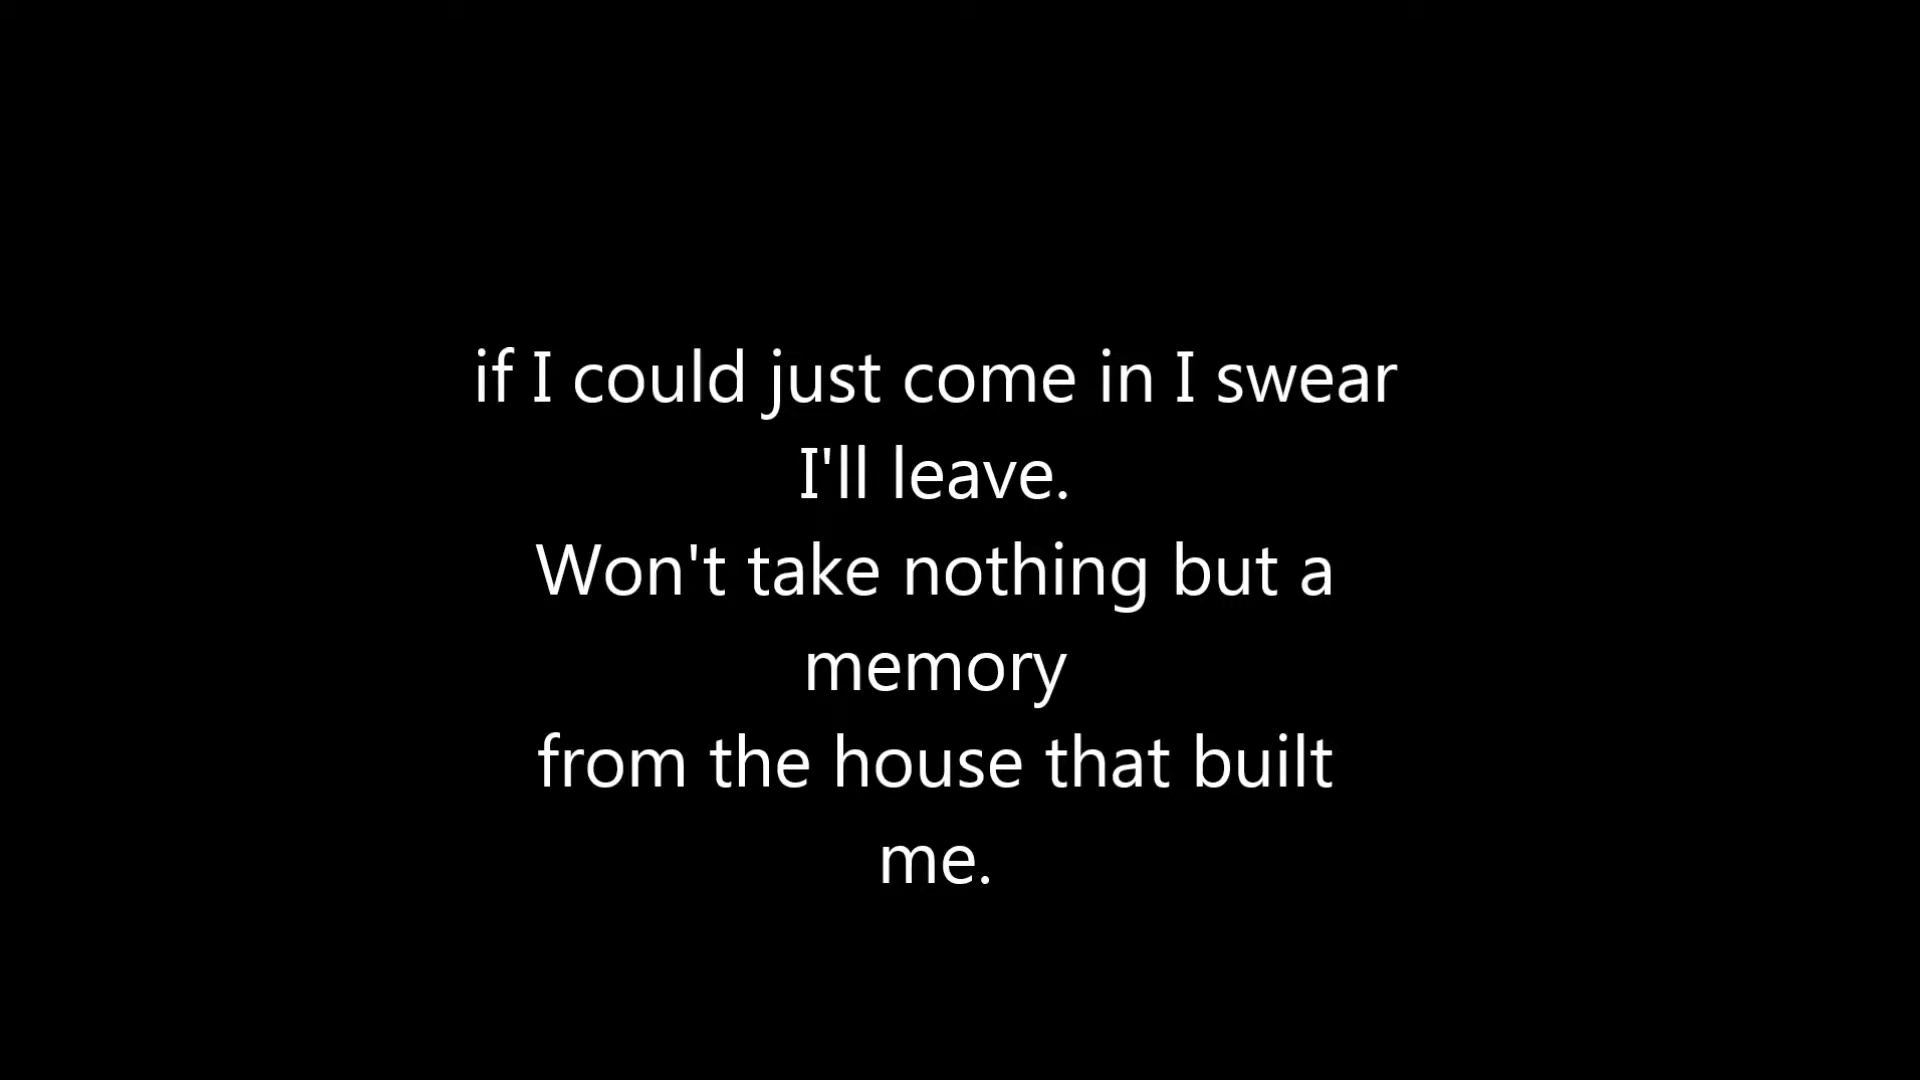 if I could just come in I swear
I'll leave.
Won't take nothing but a
memory
from the house that built
me.